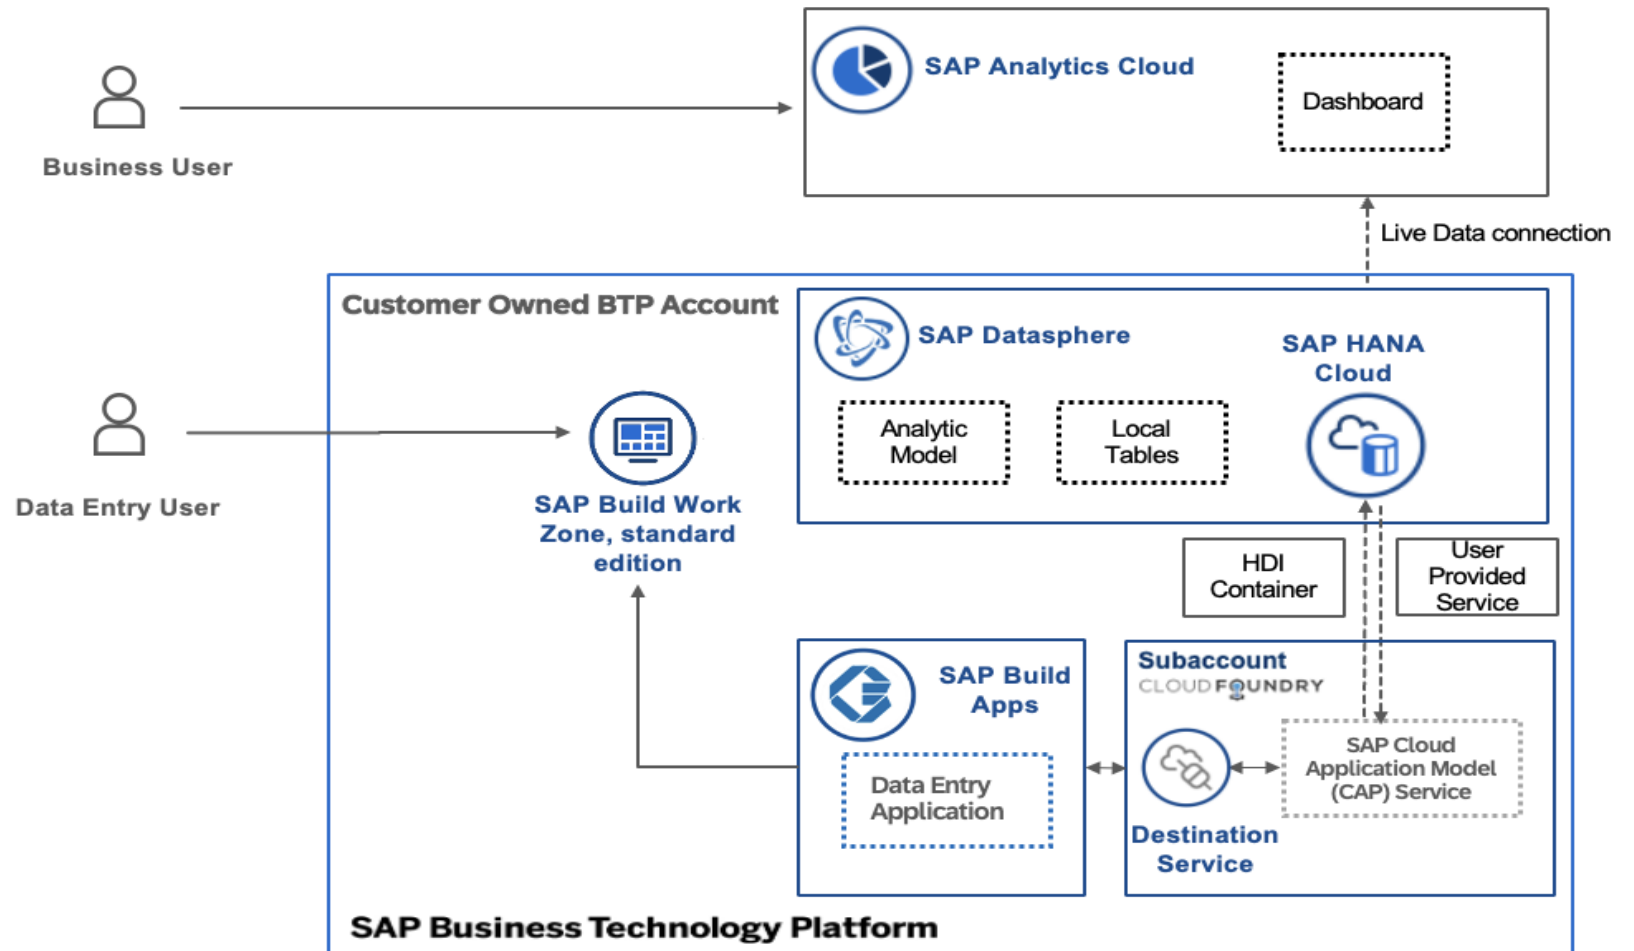 SAP Analytics Cloud
Dashboard
Business User
Live Data connection
Customer Owned BTP Account
SAP Datasphere
SAP HANA
Cloud
Analytic
Model
Local
Tables
Data Entry User
SAP Build Work
Zone, standard
edition
HDI
Container
User
Provided
Service
SAP Build
Apps
Data Entry
Application
Subaccount
CLOUD FOUNDRY
SAP Cloud
Application Model
(CAP) Service
Destination
Service
SAP Business Technology Platform